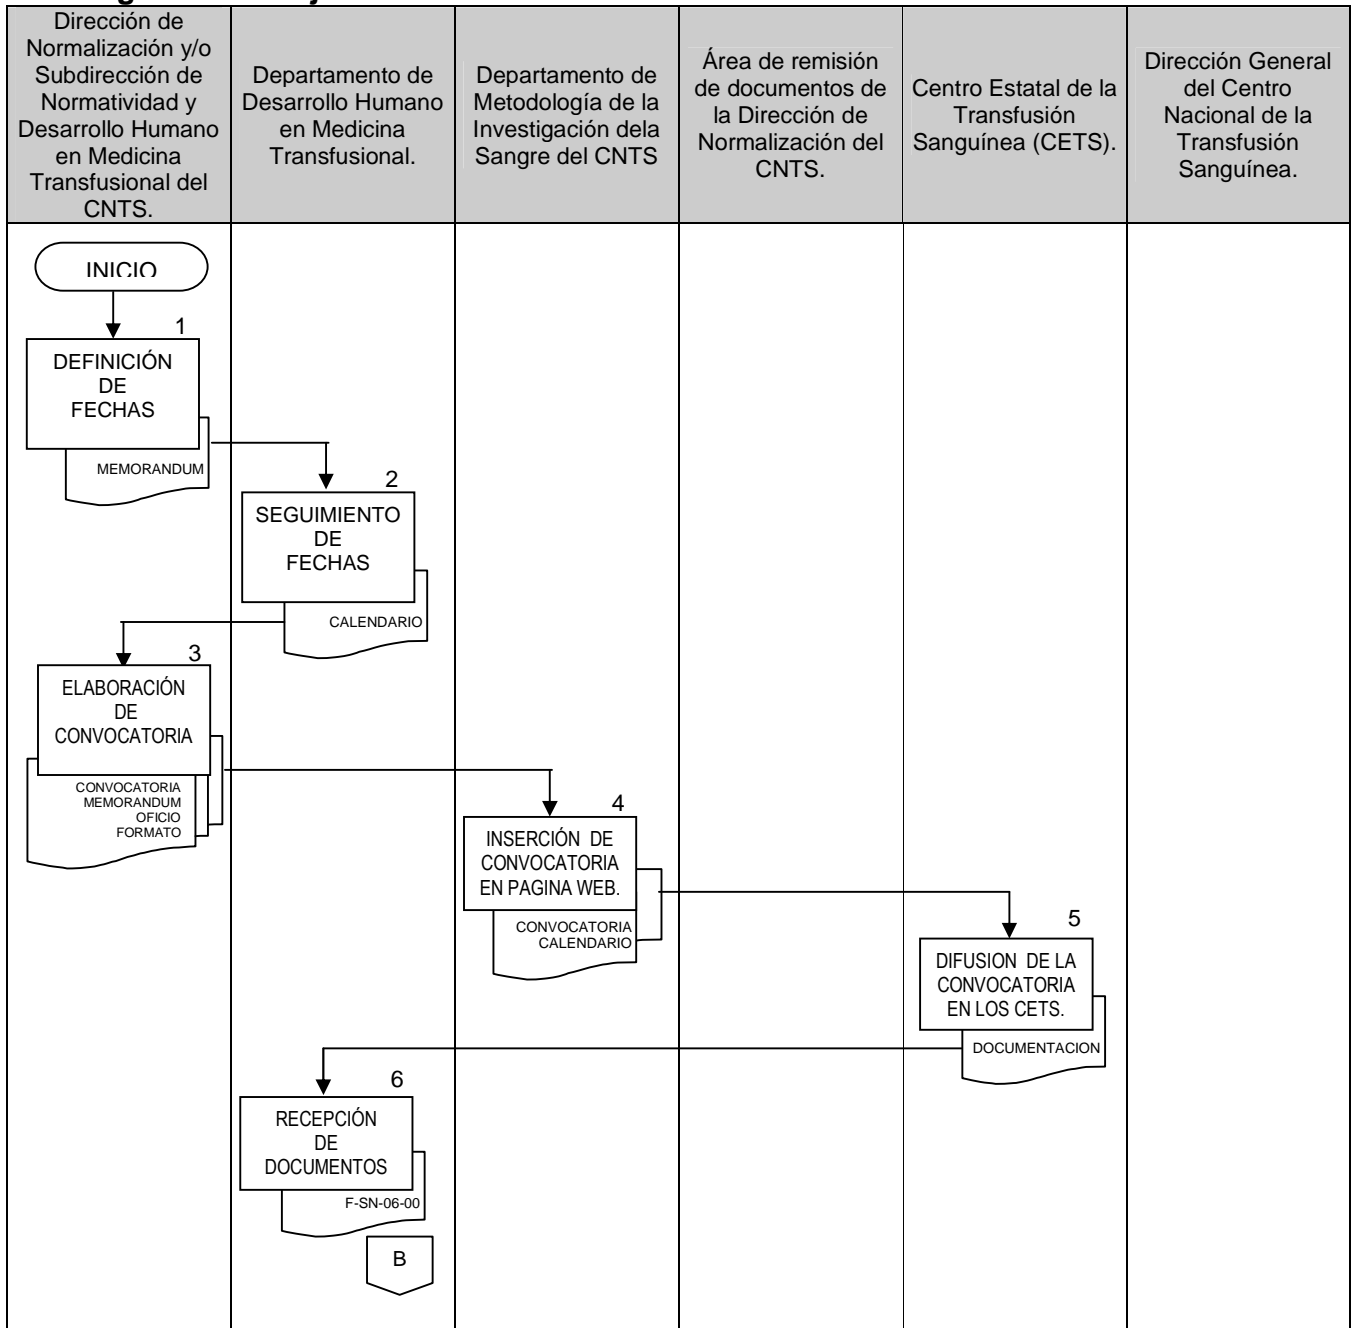 Dirección de
Normalización y/o
Subdirección de
Normatividad y
Desarrollo Humano
en Medicina
Transfusional del
CNTS.
Departamento de
Desarrollo Humano
en Medicina
Transfusional.
Departamento de
Metodología de la
Investigación dela
Sangre del CNTS
Área de remisión
de documentos de
la Dirección de
Normalización del
CNTS.
Centro Estatal de la
Transfusión
Sanguínea (CETS).
Dirección General
del Centro
Nacional de la
Transfusión
Sanguínea.
INICIO
1
DEFINICIÓN
DE
FECHAS
MEMORANDUM
2
SEGUIMIENTO
DE
FECHAS
CALENDARIO
3
ELABORACIÓN
DE
CONVOCATORIA
CONVOCATORIA
MEMORANDUM
OFICIO
FORMATO
4
INSERCIÓN DE
CONVOCATORIA
EN PAGINA WEB.
CONVOCATORIA
CALENDARIO
5
DIFUSION DE LA
CONVOCATORIA
EN LOS CETS.
DOCUMENTACION
6
RECEPCIÓN
DE
DOCUMENTOS
F-SN-06-00
B